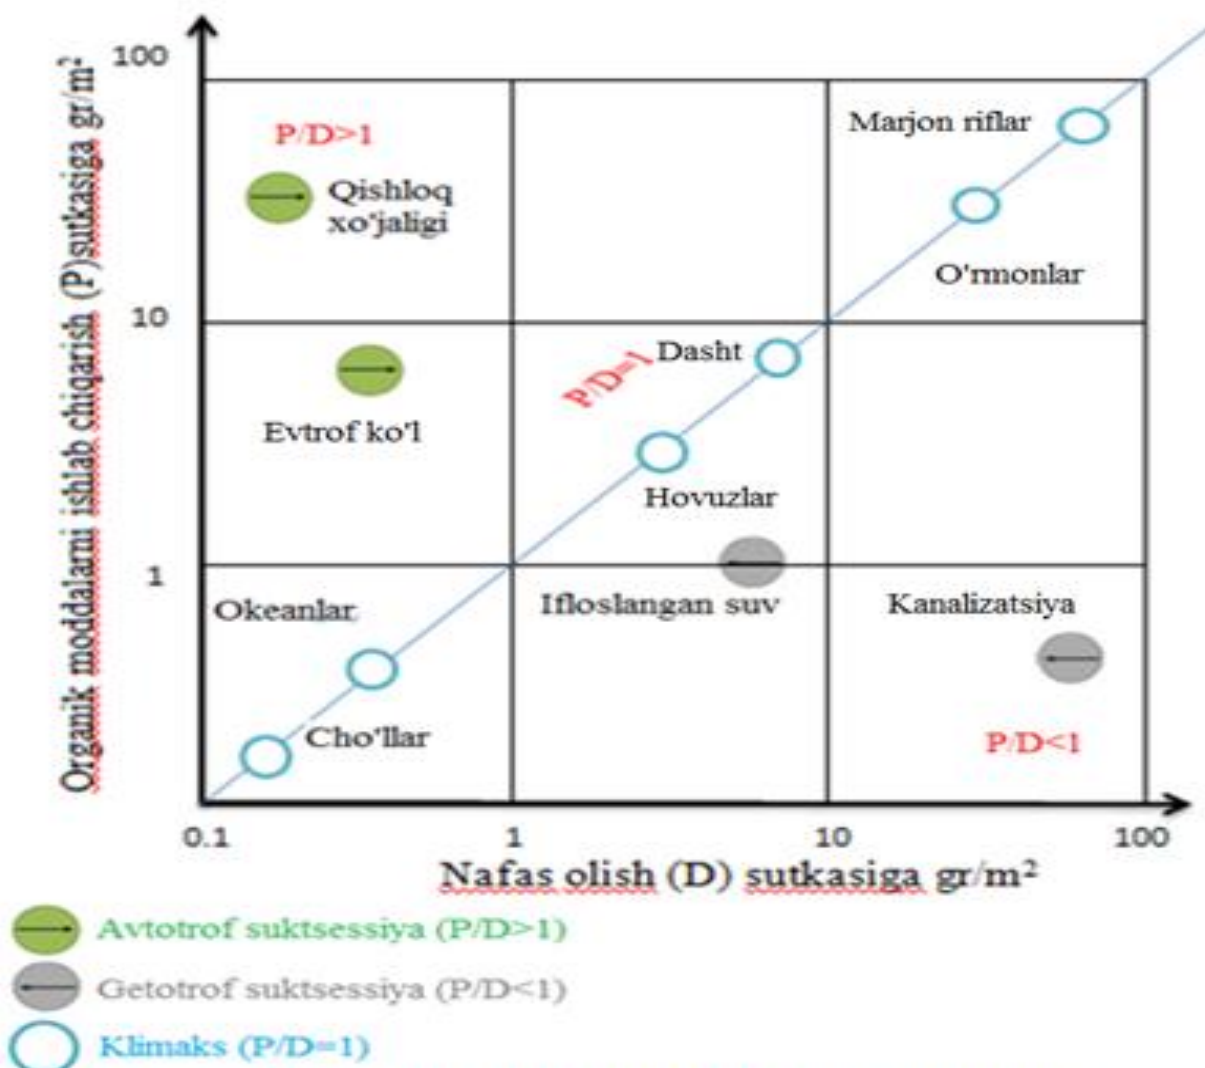 Organik moddalarni ishlab chiqarish (P)sutkasiga gr/m²
100
10
1
P/D>1
Qishloq
xo'jaligi
Marjon riflar
O'rmonlar
Evtrof ko'l
P/D=1
Dasht
Hovuzlar
Okeanlar
Ifloslangan suv
Kanalizatsiya
Cho'llar
P/D<1
0.1 1 10 100
Nafas olish (D) sutkasiga gr/m²
Avtotrof suktsessiya (P/D>1)
Getotrof suktsessiya (P/D<1)
Klimaks (P/D=1)